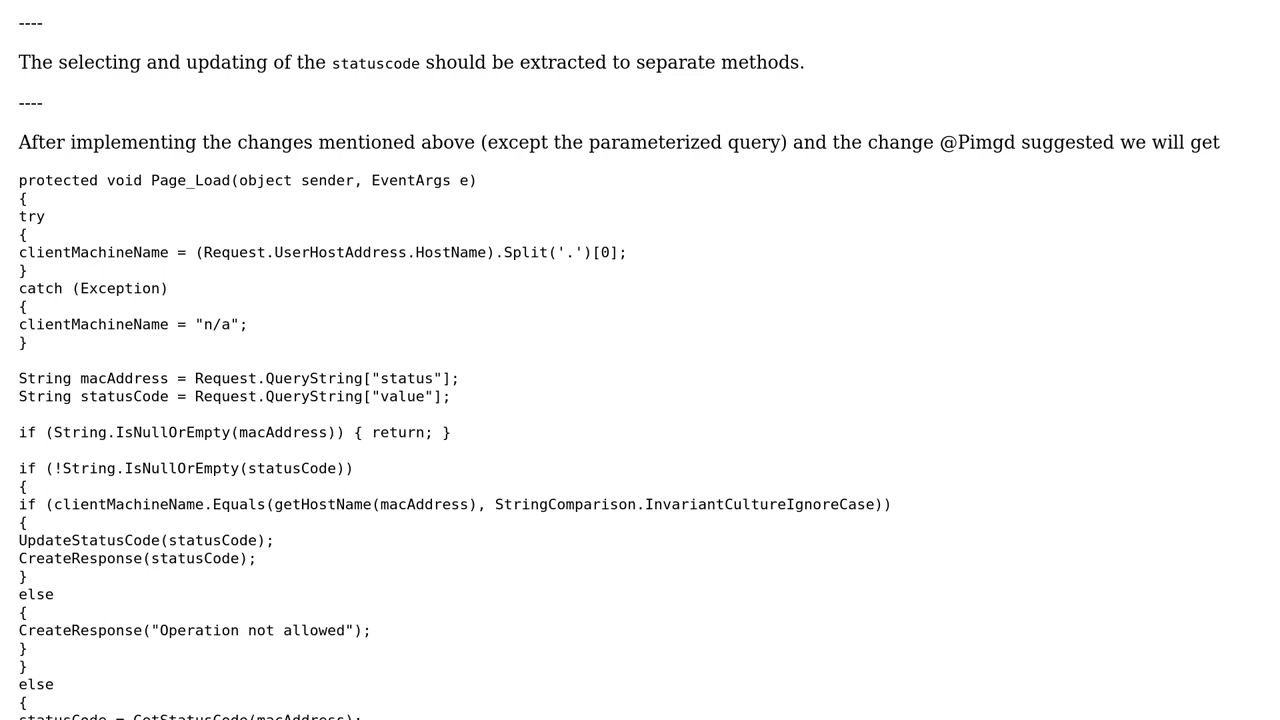 ----
The selecting and updating of the statuscode should be extracted to separate methods.
----
After implementing the changes mentioned above (except the parameterized query) and the change @Pimgd suggested we will get
protected void Page_Load(object sender, EventArgs e)
{
try
{
clientMachineName = (Request.UserHostAddress.HostName).Split('.')[0];
}
catch (Exception)
{
clientMachineName = "n/a";
}
String macAddress = Request.QueryString["status"];
String statusCode = Request.QueryString["value"];
if (String.IsNullOrEmpty(macAddress)) { return; }
if (!String.IsNullOrEmpty(statusCode))
{
if (clientMachineName.Equals(getHostName(macAddress), StringComparison.InvariantCultureIgnoreCase))
{
UpdateStatusCode(statusCode);
CreateResponse(statusCode);
}
else
{
CreateResponse("Operation not allowed");
}
}
else
{
statusCode = GetStatusCode(macAddress);